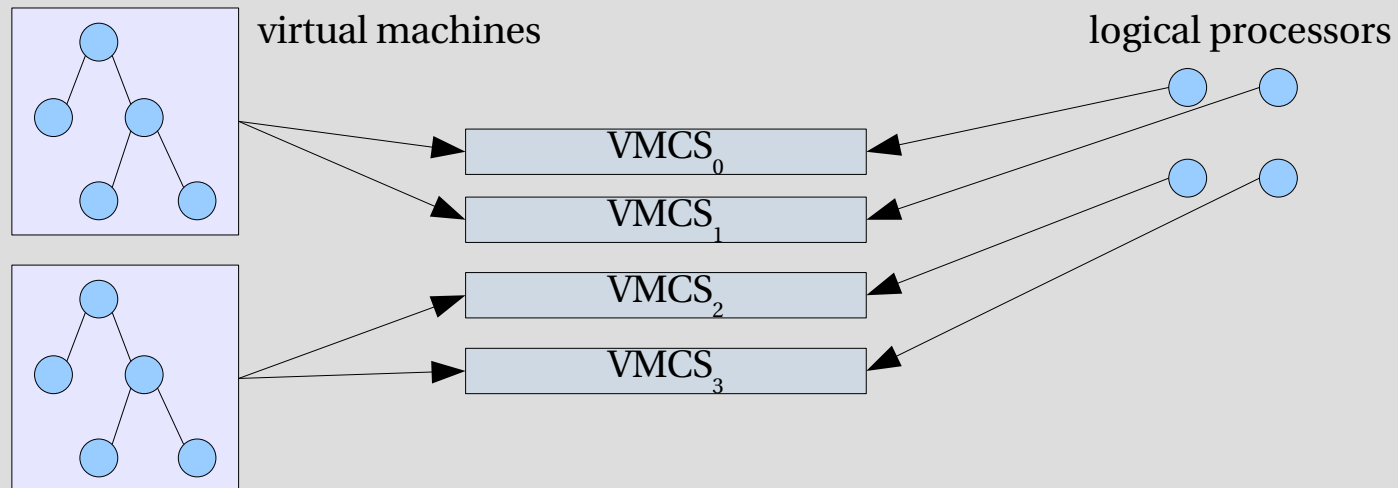 virtual machines
logical processors
VMCS₀
VMCS₁
VMCS₂
VMCS₃